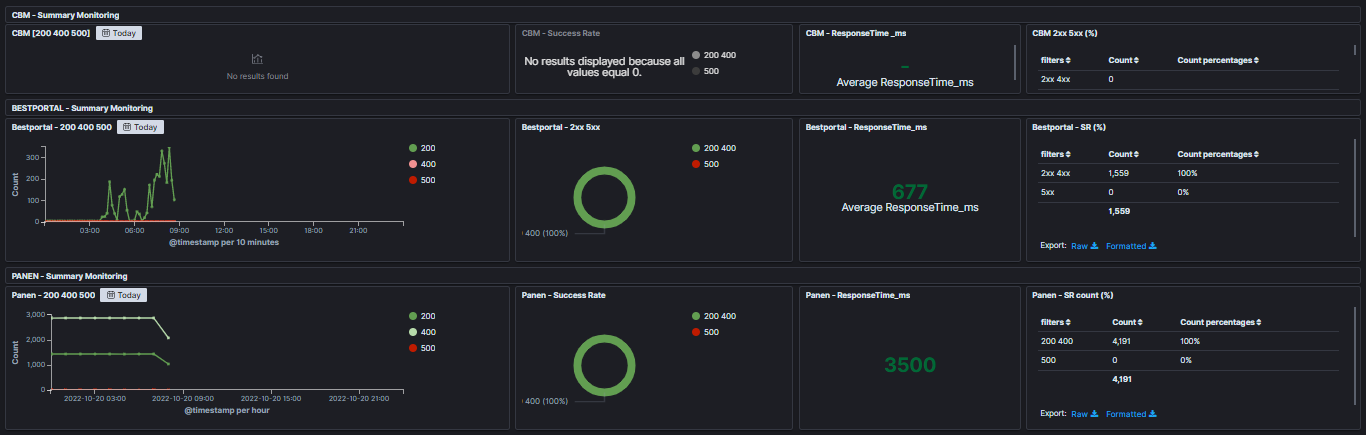 CBM - Summary Monitoring
CBM [200 400 500] Today
No results found
CBM - Success Rate
No results displayed because all
values equal 0.
200 400
500
CBM - ResponseTime _ms
-
Average ResponseTime_ms
CBM 2xx 5xx (%)
filters Count Count percentages
2xx 4xx 0
BESTPORTAL - Summary Monitoring
Bestportal - 200 400 500 Today
Count
300
200
100
0
03:00 06:00 09:00 12:00 15:00 18:00 21:00
@timestamp per 10 minutes
200
400
500
Bestportal - 2xx 5xx
400 (100%)
200 400
500
Bestportal - ResponseTime_ms
677
Average ResponseTime_ms
Bestportal - SR (%)
filters Count Count percentages
2xx 4xx 1,559 100%
5xx 0 0%
1,559
Export: Raw Formatted
PANEN - Summary Monitoring
Panen - 200 400 500 Today
Count
3,000
2,000
1,000
0
2022-10-20 03:00 2022-10-20 09:00 2022-10-20 15:00 2022-10-20 21:00
@timestamp per hour
200
400
500
Panen - Success Rate
400 (100%)
200 400
500
Panen - ResponseTime_ms
3500
Panen - SR count (%)
filters Count Count percentages
200 400 4,191 100%
500 0 0%
4,191
Export: Raw Formatted